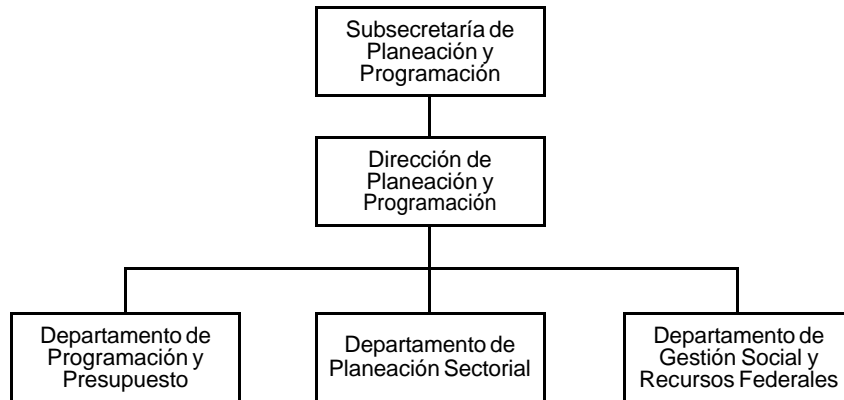 Subsecretaría de
Planeación y
Programación
Dirección de
Planeación y
Programación
Departamento de
Programación y
Presupuesto
Departamento de
Planeación Sectorial
Departamento de
Gestión Social y
Recursos Federales